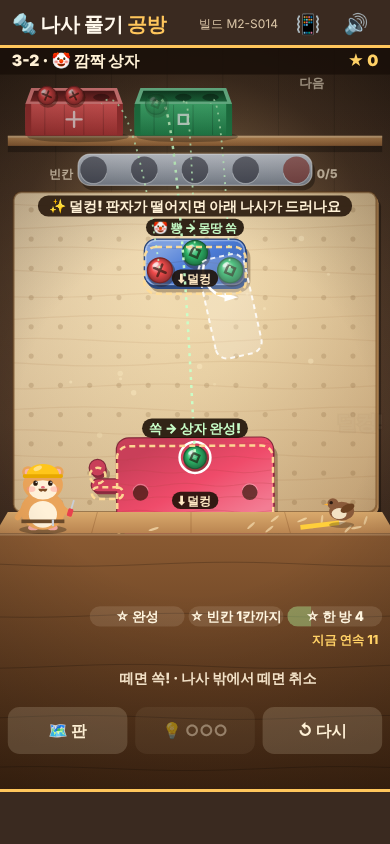 나사 풀기 공방
빌드 M2-S014
3-2 · 🤡 깜짝 상자
★ 0
다음
빈칸
0/5
✨ 덜컹! 판자가 떨어지면 아래 나사가 드러나요
🤡 뿅 → 몽땅 쏙
⬇덜컹
쏙 → 상자 완성!
⬇덜컹
☆ 완성
☆ 빈칸 1칸까지
☆ 한 방 4
지금 연속 11
떼면 쏙! · 나사 밖에서 떼면 취소
🗺️ 판
💡 ○○○
↺ 다시